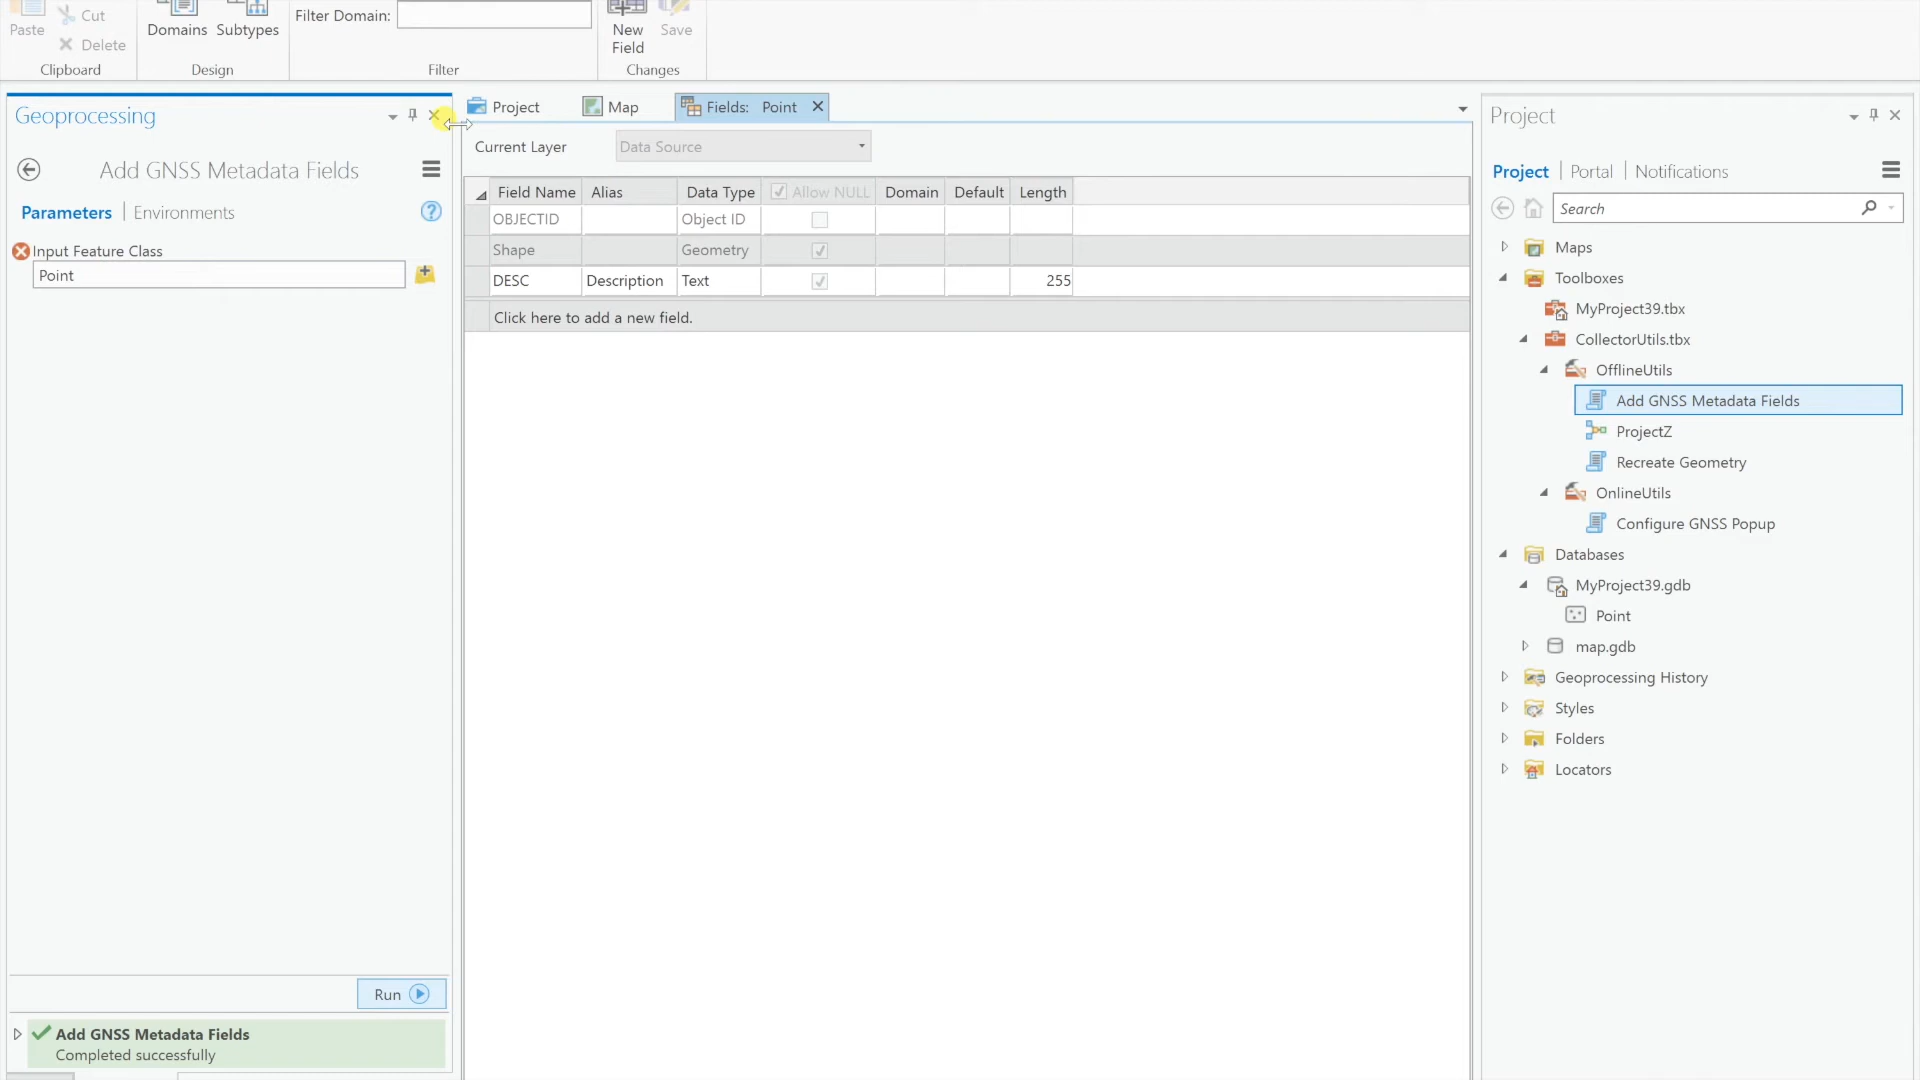 Paste
Cut
Delete
Clipboard
Domains
Subtypes
Design
Filter Domain:
Filter
New
Field
Save
Changes
Geoprocessing
Add GNSS Metadata Fields
Parameters
Environments
Input Feature Class
Point
Run
Add GNSS Metadata Fields
Completed successfully
Project
Map
Fields: Point
Current Layer
Data Source
Field Name Alias Data Type Allow NULL Domain Default Length
OBJECTID Object ID
Shape Geometry
DESC Description Text 255
Click here to add a new field.
Project
Project
Portal
Notifications
Search
Maps
Toolboxes
MyProject39.tbx
CollectorUtils.tbx
OfflineUtils
Add GNSS Metadata Fields
ProjectZ
Recreate Geometry
OnlineUtils
Configure GNSS Popup
Databases
MyProject39.gdb
Point
map.gdb
Geoprocessing History
Styles
Folders
Locators